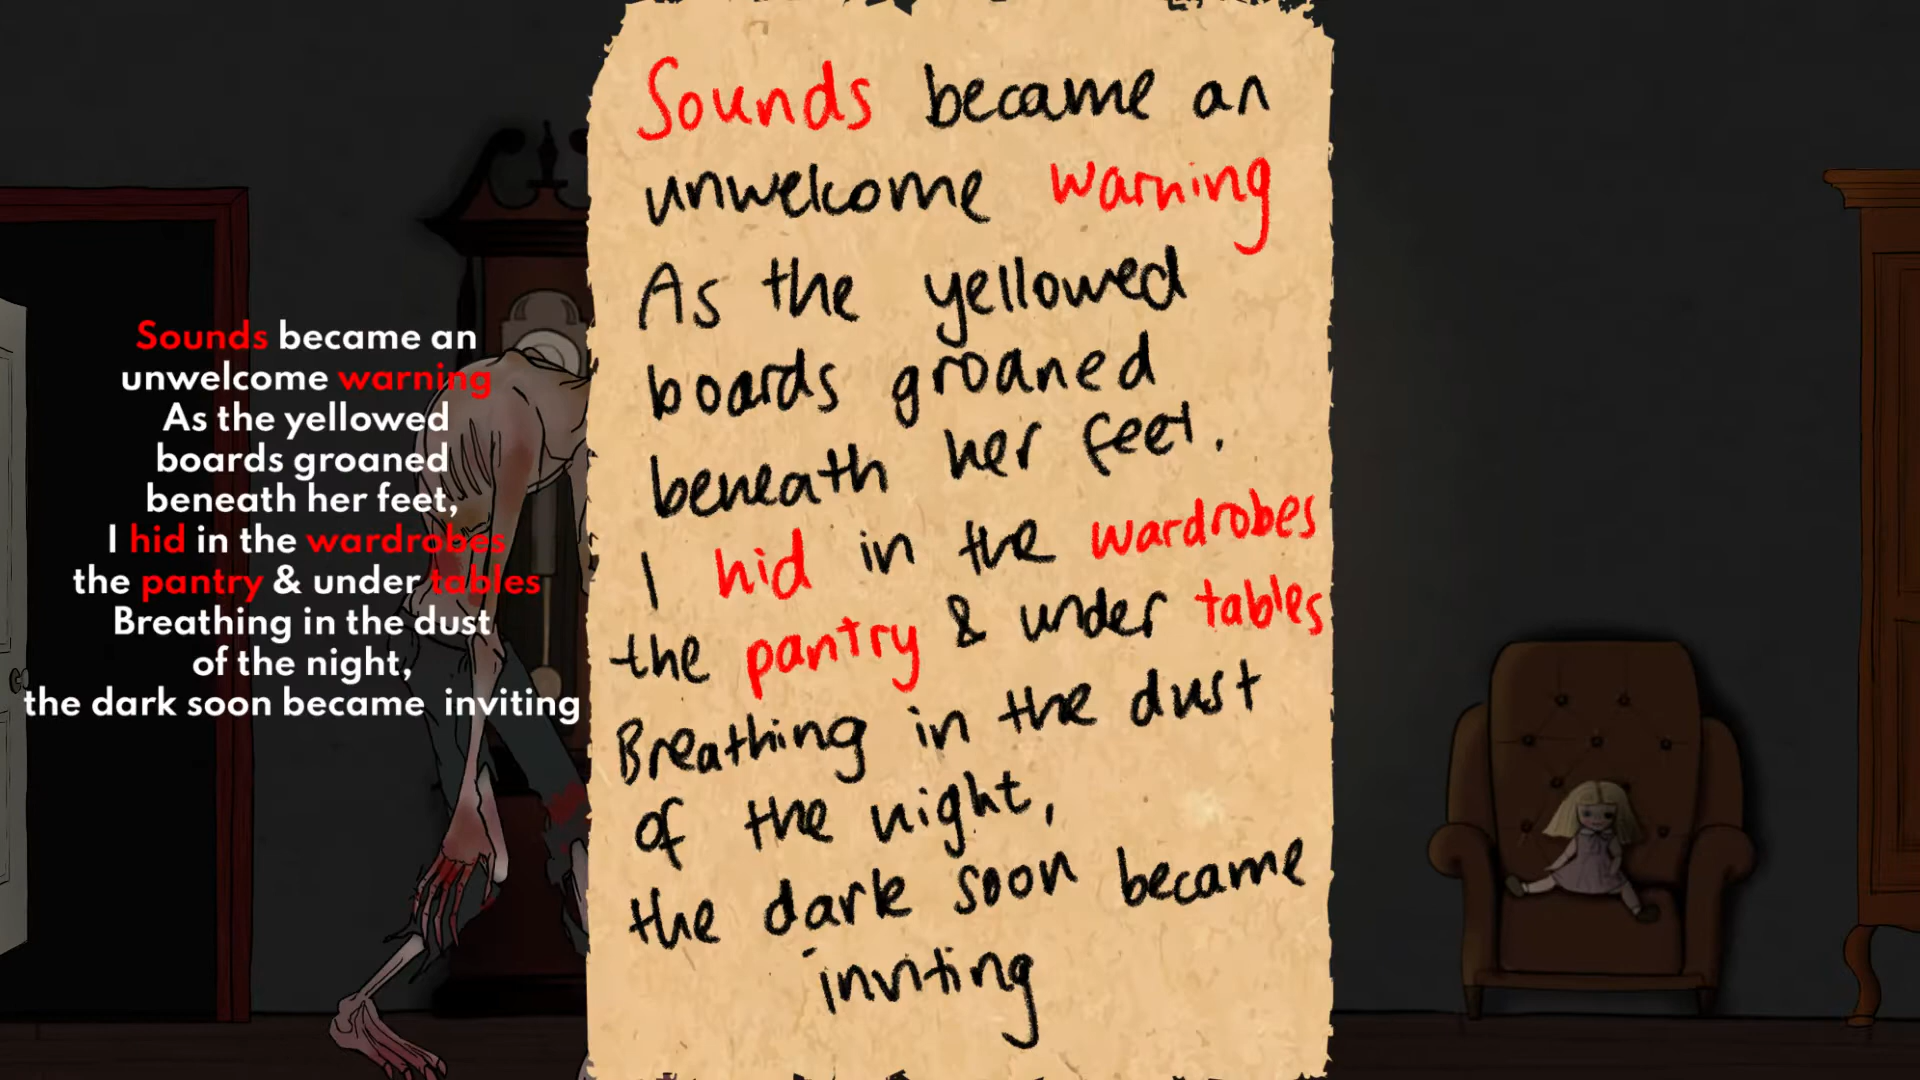 Sounds became an
unwelcome warning
As the yellowed
boards groaned
beneath her feet,
I hid in the wardrobes
the pantry & under tables
Breathing in the dust
of the night,
the dark soon became inviting
Sounds became an
unwelcome warning
As the yellowed
boards groaned
beneath her feet.
I hid in the wardrobes
the pantry & under tables
Breathing in the dust
of the night,
the dark soon became
inviting